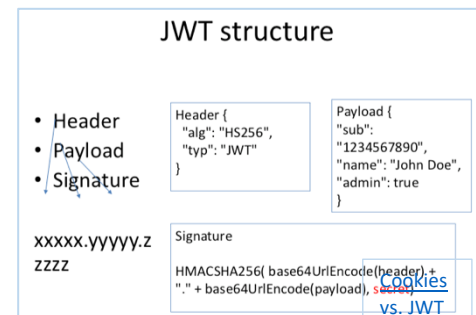 JWT structure
• Header
• Payload
• Signature
xxxxx.yyyyy.z
zzzz
Header {
"alg": "HS256",
"typ": "JWT"
}
Payload {
"sub":
"1234567890",
"name": "John Doe",
"admin": true
}
Signature
HMACSHA256( base64UrlEncode(header) +
"." + base64UrlEncode(payload), secret)
Cookies
vs. JWT